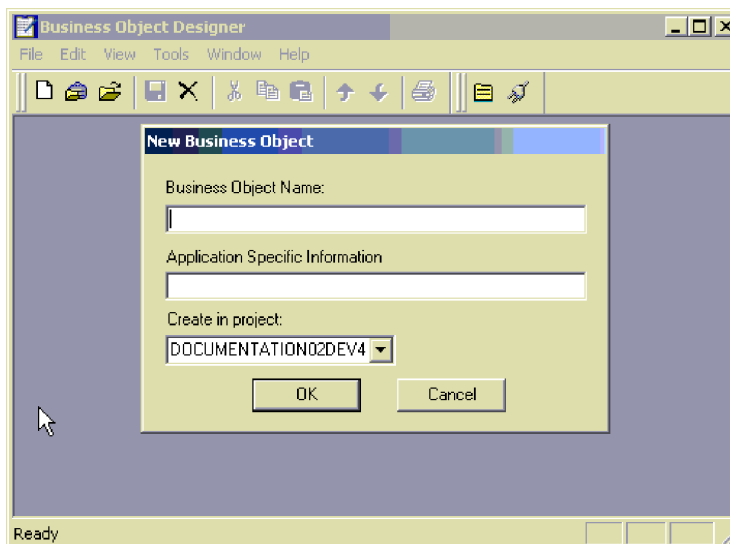 Business Object Designer
File Edit View Tools Window Help
New Business Object
Business Object Name:
Application Specific Information
Create in project:
DOCUMENTATION02DEV4
OK Cancel
Ready